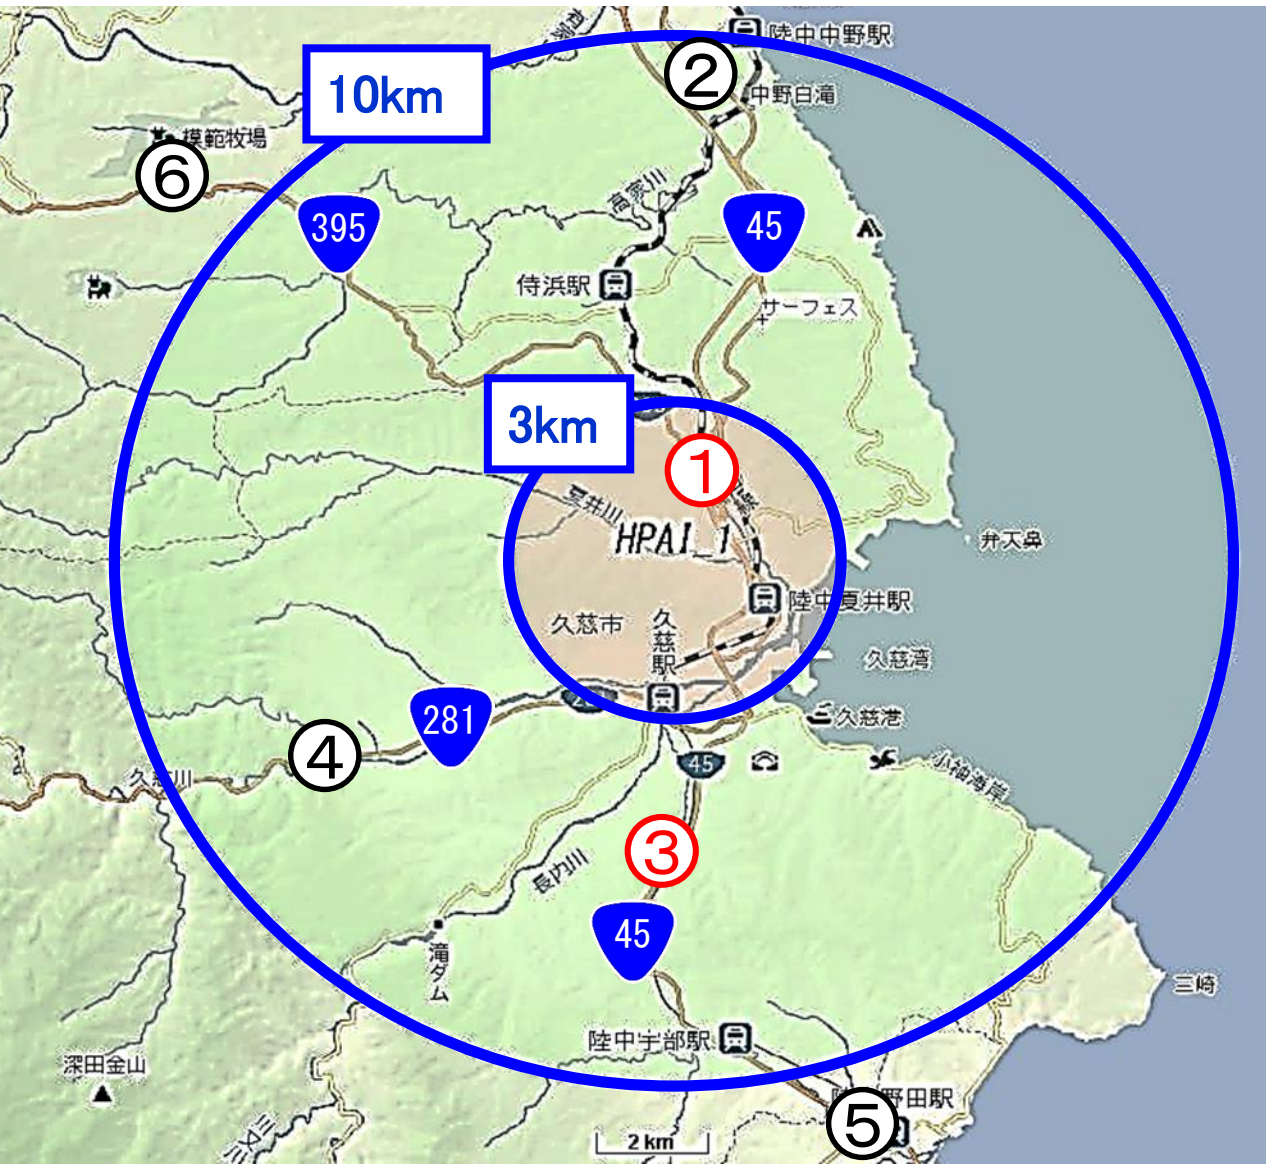 陸中中野駅
10km
②
中野白滝
模範牧場
⑥
高家川
395
45
侍浜駅
サーフェス
3km
①
夏井川
HPAI_1
弁天鼻
陸中夏井駅
久慈市
久慈駅
久慈湾
281
久慈港
④
45
小袖海岸
久慈川
③
長内川
45
滝ダム
三崎
陸中宇部駅
深田金山
野田駅
⑤
2 km